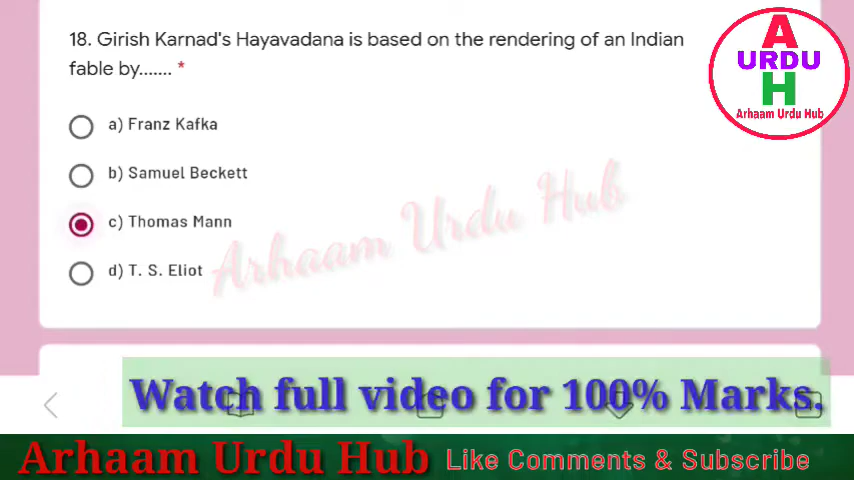 18. Girish Karnad's Hayavadana is based on the rendering of an Indian
fable by....... *
A
URDU
H
Arhaam Urdu Hub
a) Franz Kafka
b) Samuel Beckett
c) Thomas Mann
d) T. S. Eliot
Arhaam Urdu Hub
Watch full video for 100% Marks.
Arhaam Urdu Hub Like Comments & Subscribe